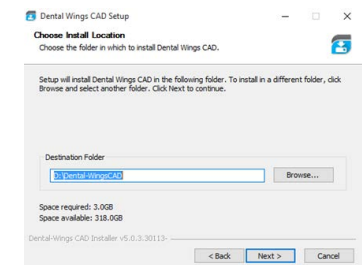 Dental Wings CAD Setup
Choose Install Location
Choose the folder in which to install Dental Wings CAD.
Setup will install Dental Wings CAD in the following folder. To install in a different folder, click
Browse and select another folder. Click Next to continue.
Destination Folder
D:\Dental-WingsCAD
Browse...
Space required: 3.0GB
Space available: 318.0GB
Dental-Wings CAD Installer v5.0.3.30113-
< Back
Next >
Cancel